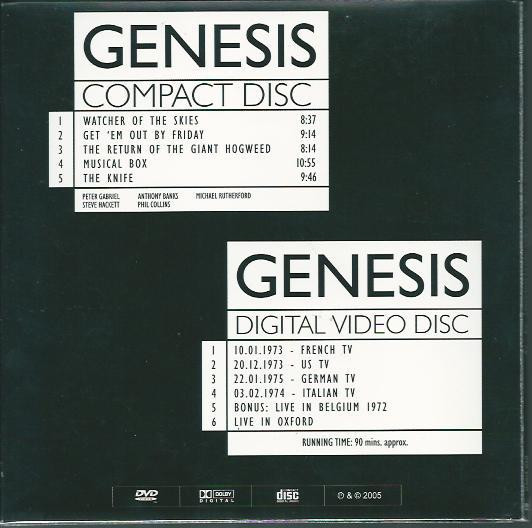 GENESIS
COMPACT DISC
1 WATCHER OF THE SKIES 8:37
2 GET 'EM OUT BY FRIDAY 9:14
3 THE RETURN OF THE GIANT HOGWEED 8:14
4 MUSICAL BOX 10:55
5 THE KNIFE 9:46
PETER GABRIEL ANTHONY BANKS MICHAEL RUTHERFORD
STEVE HACKETT PHIL COLLINS
GENESIS
DIGITAL VIDEO DISC
1 10.01.1973 - FRENCH TV
2 20.12.1973 - US TV
3 22.01.1975 - GERMAN TV
4 03.02.1974 - ITALIAN TV
5 BONUS: LIVE IN BELGIUM 1972
6 LIVE IN OXFORD
RUNNING TIME: 90 mins. approx.
DVD DOLBY DIGITAL COMPACT disc ℗ & © 2005